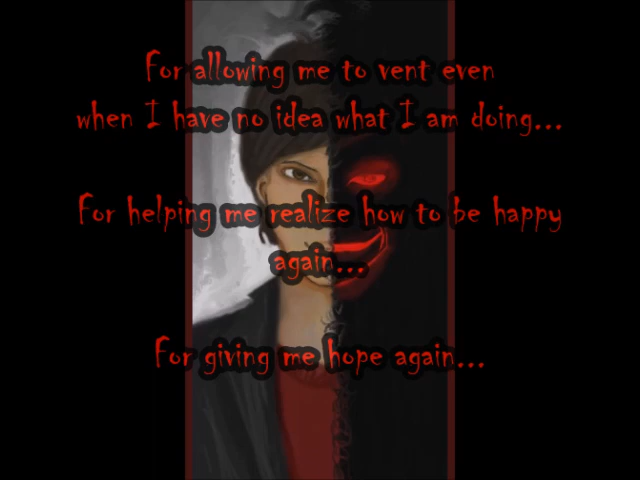 For allowing me to vent even
when I have no idea what I am doing...
For helping me realize how to be happy
again...
For giving me hope again...